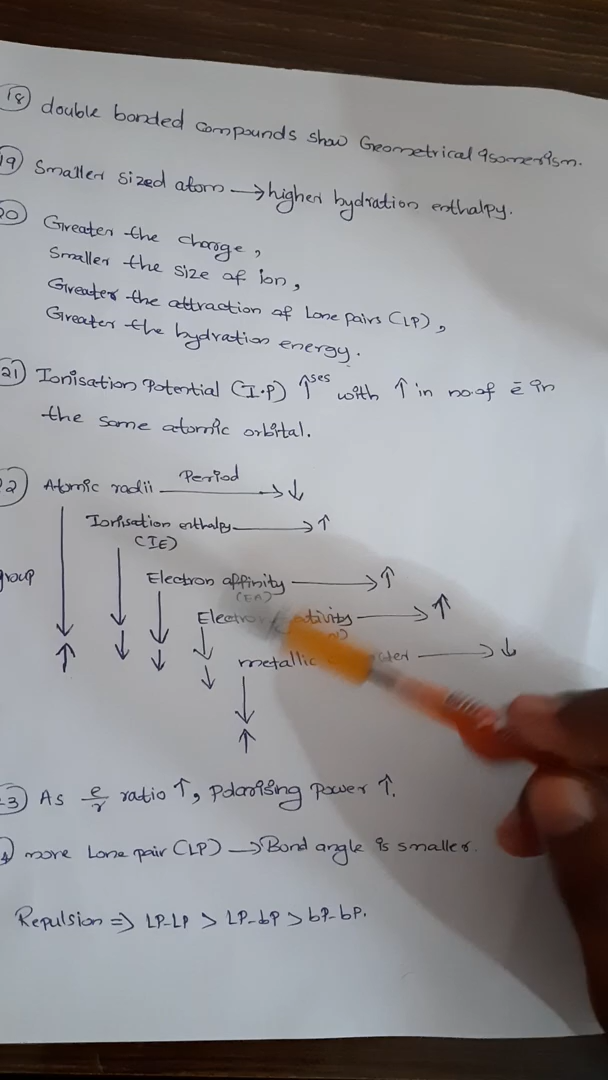 18 double bonded compounds show Geometrical isomerism.
19 Smaller sized atom → higher hydration enthalpy.
20 Greater the charge,
Smaller the size of ion,
Greater the attraction of Lone pairs (LP),
Greater the hydration energy.
21 Ionisation Potential (I.P) ↑ses with ↑ in no.of ē in
the same atomic orbital.
2 Atomic radii Period → ↓
Ionisation enthalpy → ↑
(IE)
group Electron affinity → ↑
(EA)
→ ↑
metallic → ↓
↓ ↓ ↓ ↓ ↓
↑ ↓ ↓ ↓ ↑
3 As e/r ratio ↑, Polarising Power ↑.
more Lone pair (LP) → Bond angle is smaller.
Repulsion ⇒ LP-LP > LP-bP > bP-bP.